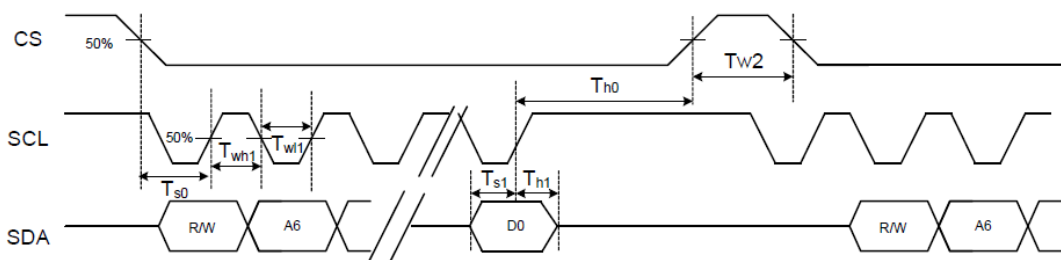 CS
50%
Tw2
Th0
SCL
50%
Twh1
Twl1
Ts0
Ts1
Th1
SDA
R/W
A6
D0
R/W
A6